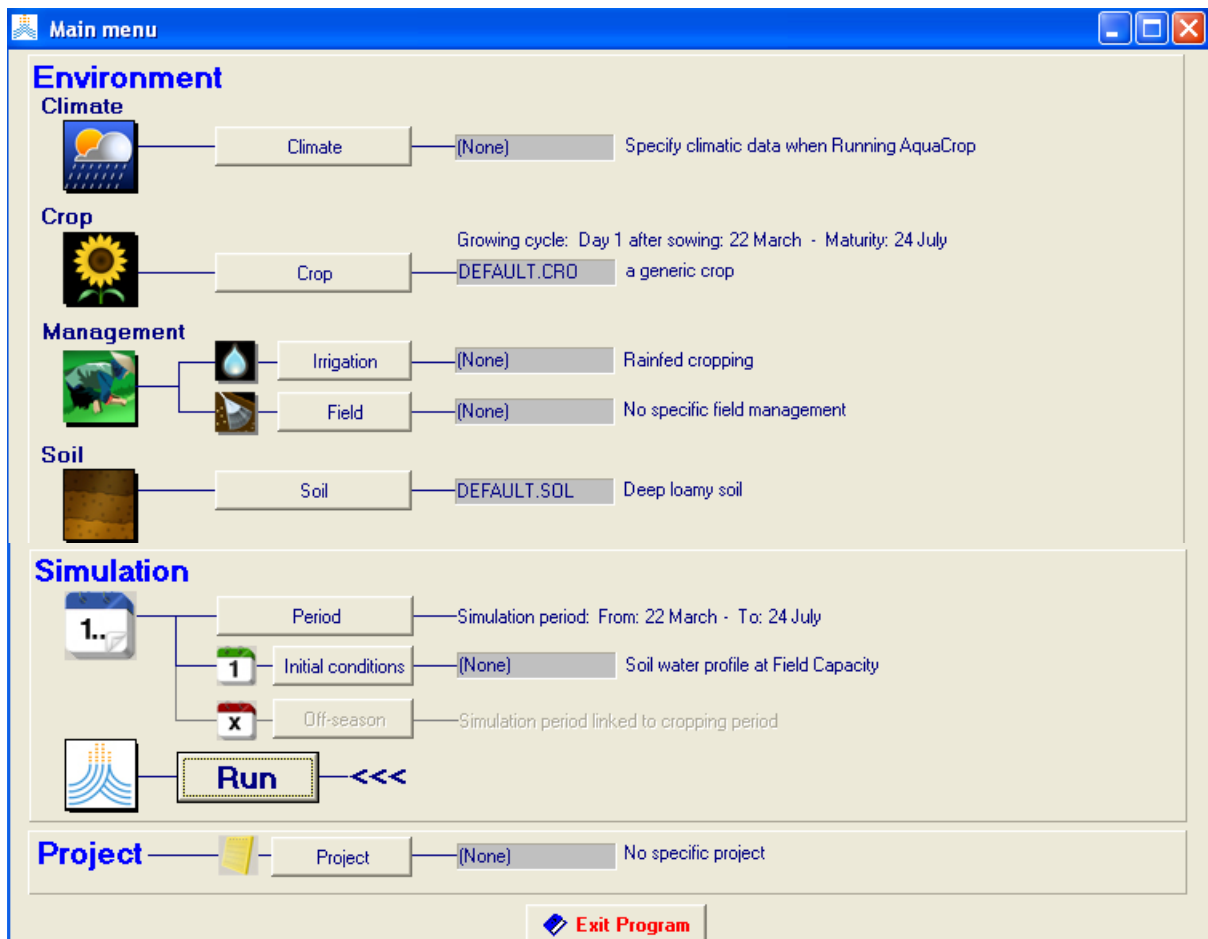 Main menu
Environment
Climate
Climate (None) Specify climatic data when Running AquaCrop
Crop
Growing cycle: Day 1 after sowing: 22 March - Maturity: 24 July
Crop DEFAULT.CRO a generic crop
Management
Irrigation (None) Rainfed cropping
Field (None) No specific field management
Soil
Soil DEFAULT.SOL Deep loamy soil
Simulation
1.. Period Simulation period: From: 22 March - To: 24 July
1 Initial conditions (None) Soil water profile at Field Capacity
x Off-season Simulation period linked to cropping period
Run <<<
Project Project (None) No specific project
Exit Program